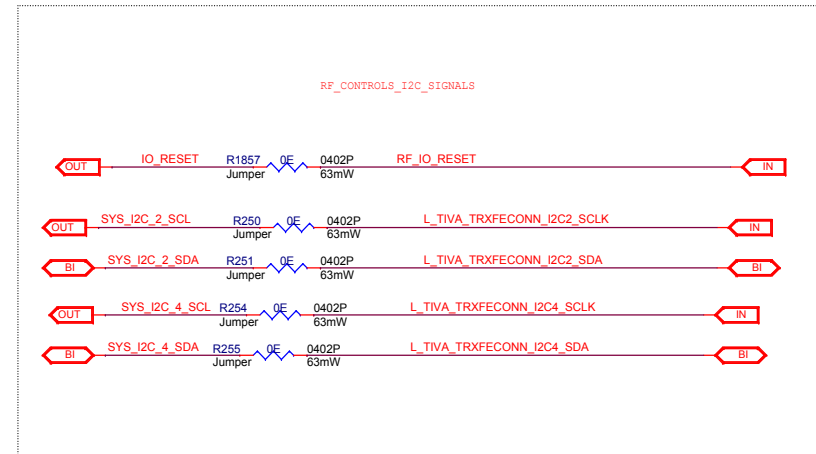 RF_CONTROLS_I2C_SIGNALS
OUT IO_RESET R1857 0E 0402P RF_IO_RESET IN
Jumper 63mW
OUT SYS_I2C_2_SCL R250 0E 0402P L_TIVA_TRXFECONN_I2C2_SCLK IN
Jumper 63mW
BI SYS_I2C_2_SDA R251 0E 0402P L_TIVA_TRXFECONN_I2C2_SDA BI
Jumper 63mW
OUT SYS_I2C_4_SCL R254 0E 0402P L_TIVA_TRXFECONN_I2C4_SCLK IN
Jumper 63mW
BI SYS_I2C_4_SDA R255 0E 0402P L_TIVA_TRXFECONN_I2C4_SDA BI
Jumper 63mW